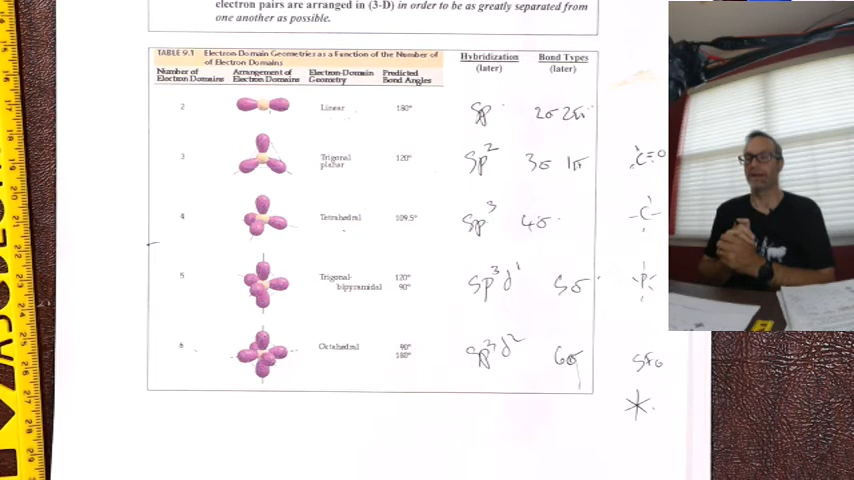 electron pairs are arranged in (3-D) in order to be as greatly separated from
one another as possible.
TABLE 9.1 Electron-Domain Geometries as a Function of the Number of
of Electron Domains
Number of Electron Domains Arrangement of Electron Domains Electron-Domain Geometry Predicted Bond Angles Hybridization (later) Bond Types (later)
2 Linear 180° sp 2σ 2π
3 Trigonal planar 120° sp² 3σ 1π C=O
4 Tetrahedral 109.5° sp³ 4σ -C-
5 Trigonal-bipyramidal 120° 90° sp³d¹ 5σ P
6 Octahedral 90° 180° sp³d² 6σ SF6